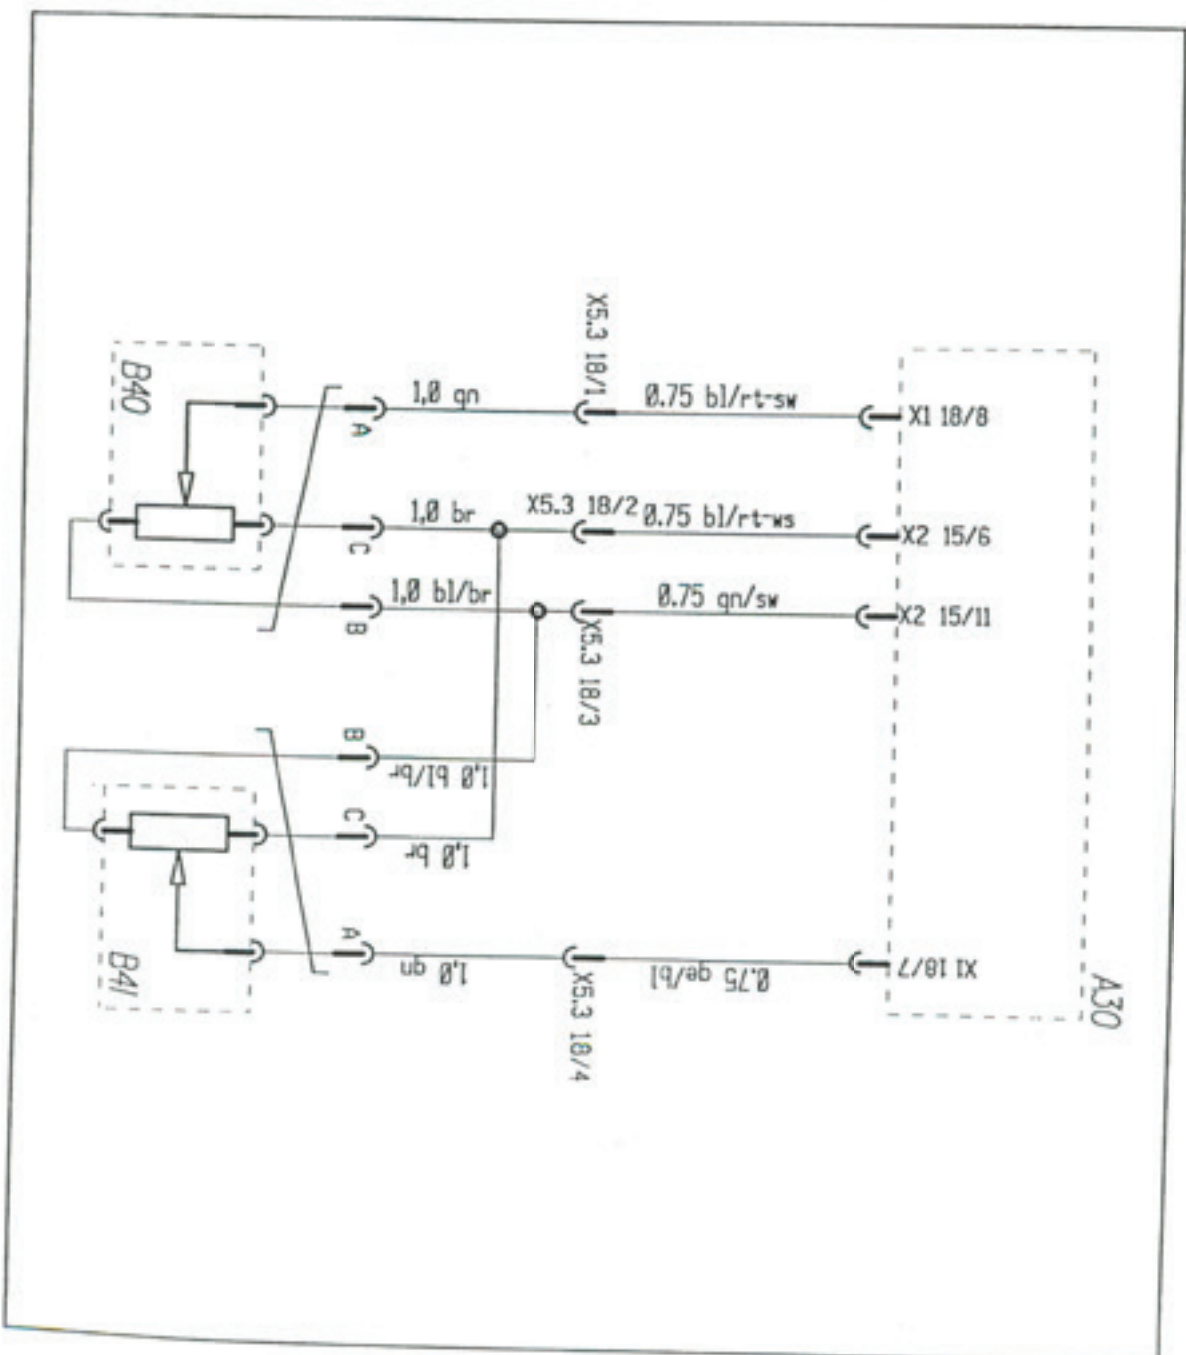 X5.3 18/1
B40
1,0 gn
0.75 bl/rt-sw
X1 18/8
A
1,0 br
X5.3 18/2
0.75 bl/rt-ws
X2 15/6
C
1,0 bl/br
0.75 gn/sw
X2 15/11
B
X5.3 18/3
B
1,0 bl/br
C
1,0 br
A
B41
1,0 gn
X5.3 18/4
0.75 ge/bl
X1 18/7
A30